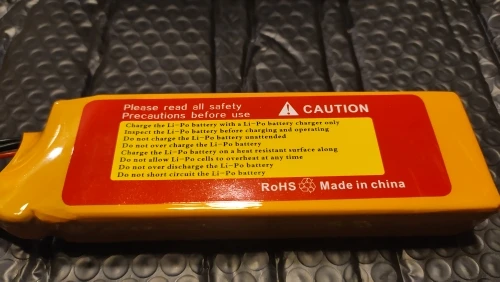 Please read all safety
Precautions before use
CAUTION
Charge the Li-Po battery with a Li-Po battery charger only
Inspect the Li-Po battery before charging and operating
Do not charge the Li-Po battery unattended
Do not over charge the Li-Po battery
Charge the Li-Po battery on a heat resistant surface along
Do not allow Li-Po cells to overheat at any time
Do not over discharge the Li-Po battery
Do not short circuit the Li-Po battery
RoHS Made in china